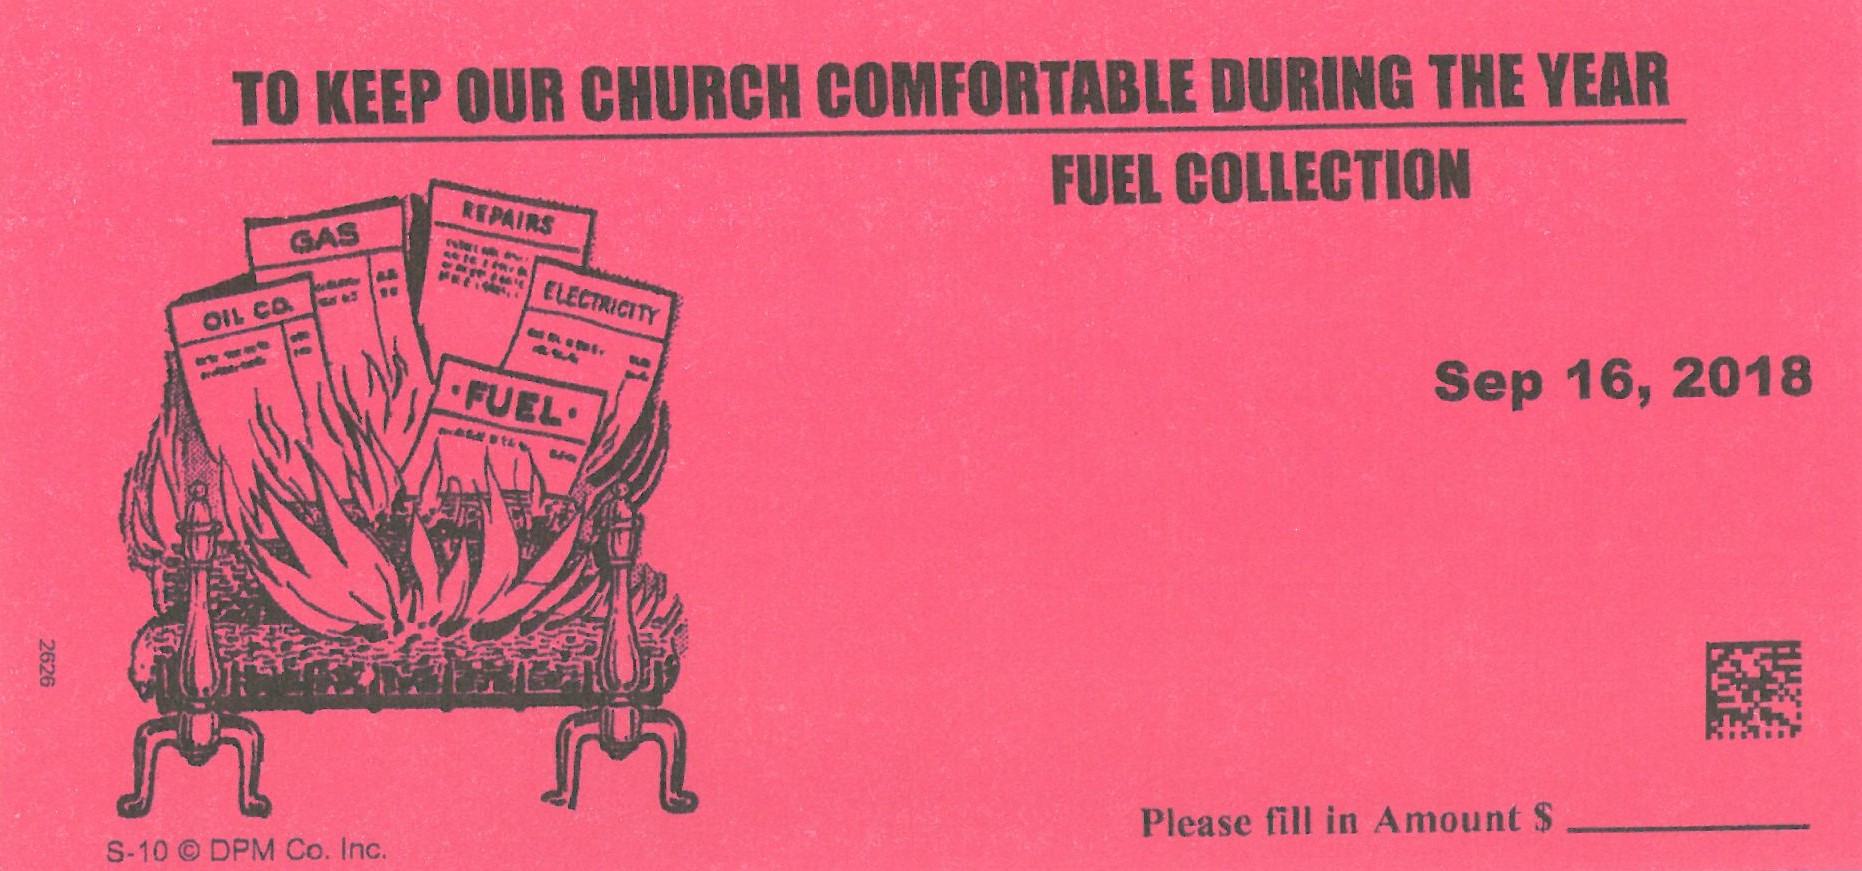 TO KEEP OUR CHURCH COMFORTABLE DURING THE YEAR
FUEL COLLECTION
REPAIRS
GAS
ELECTRICITY
OIL CO.
· FUEL ·
Sep 16, 2018
2626
Please fill in Amount $
S-10 © DPM Co. Inc.